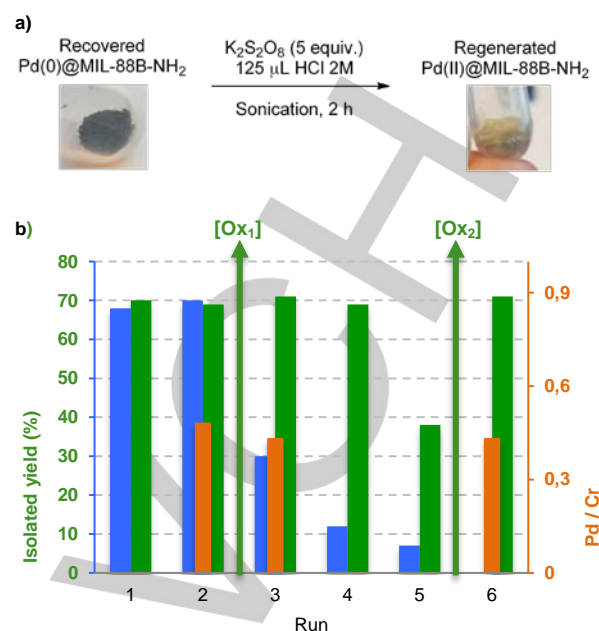 a)
Recovered
Pd(0)@MIL-88B-NH₂
K₂S₂O₈ (5 equiv.)
125 μL HCl 2M
Sonication, 2 h
Regenerated
Pd(II)@MIL-88B-NH₂
b)
[Ox₁]
[Ox₂]
Isolated yield (%)
80
70
60
50
40
30
20
10
0
0,9
0,6
0,3
0
Pd / Cr
1 2 3 4 5 6
Run
WCH